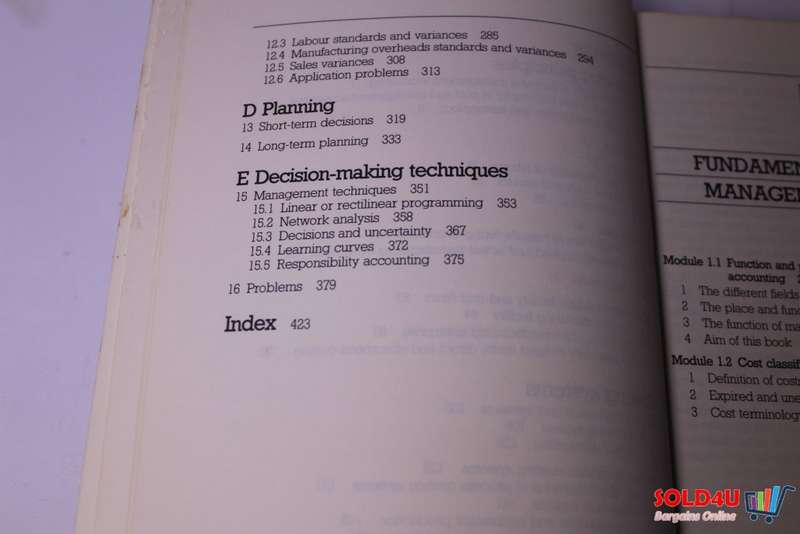 12.3 Labour standards and variances 285
12.4 Manufacturing overheads standards and variances 294
12.5 Sales variances 308
12.6 Application problems 313
D Planning
13 Short-term decisions 319
14 Long-term planning 333
E Decision-making techniques
15 Management techniques 351
15.1 Linear or rectilinear programming 353
15.2 Network analysis 358
15.3 Decisions and uncertainty 367
15.4 Learning curves 372
15.5 Responsibility accounting 375
16 Problems 379
Index 423
FUNDAMEN
MANAGE
Module 1.1 Function and
accounting
1 The different fields
2 The place and func
3 The function of ma
4 Aim of this book
Module 1.2 Cost classif
1 Definition of cost
2 Expired and une
3 Cost terminology
SOLD4U
Bargains Online